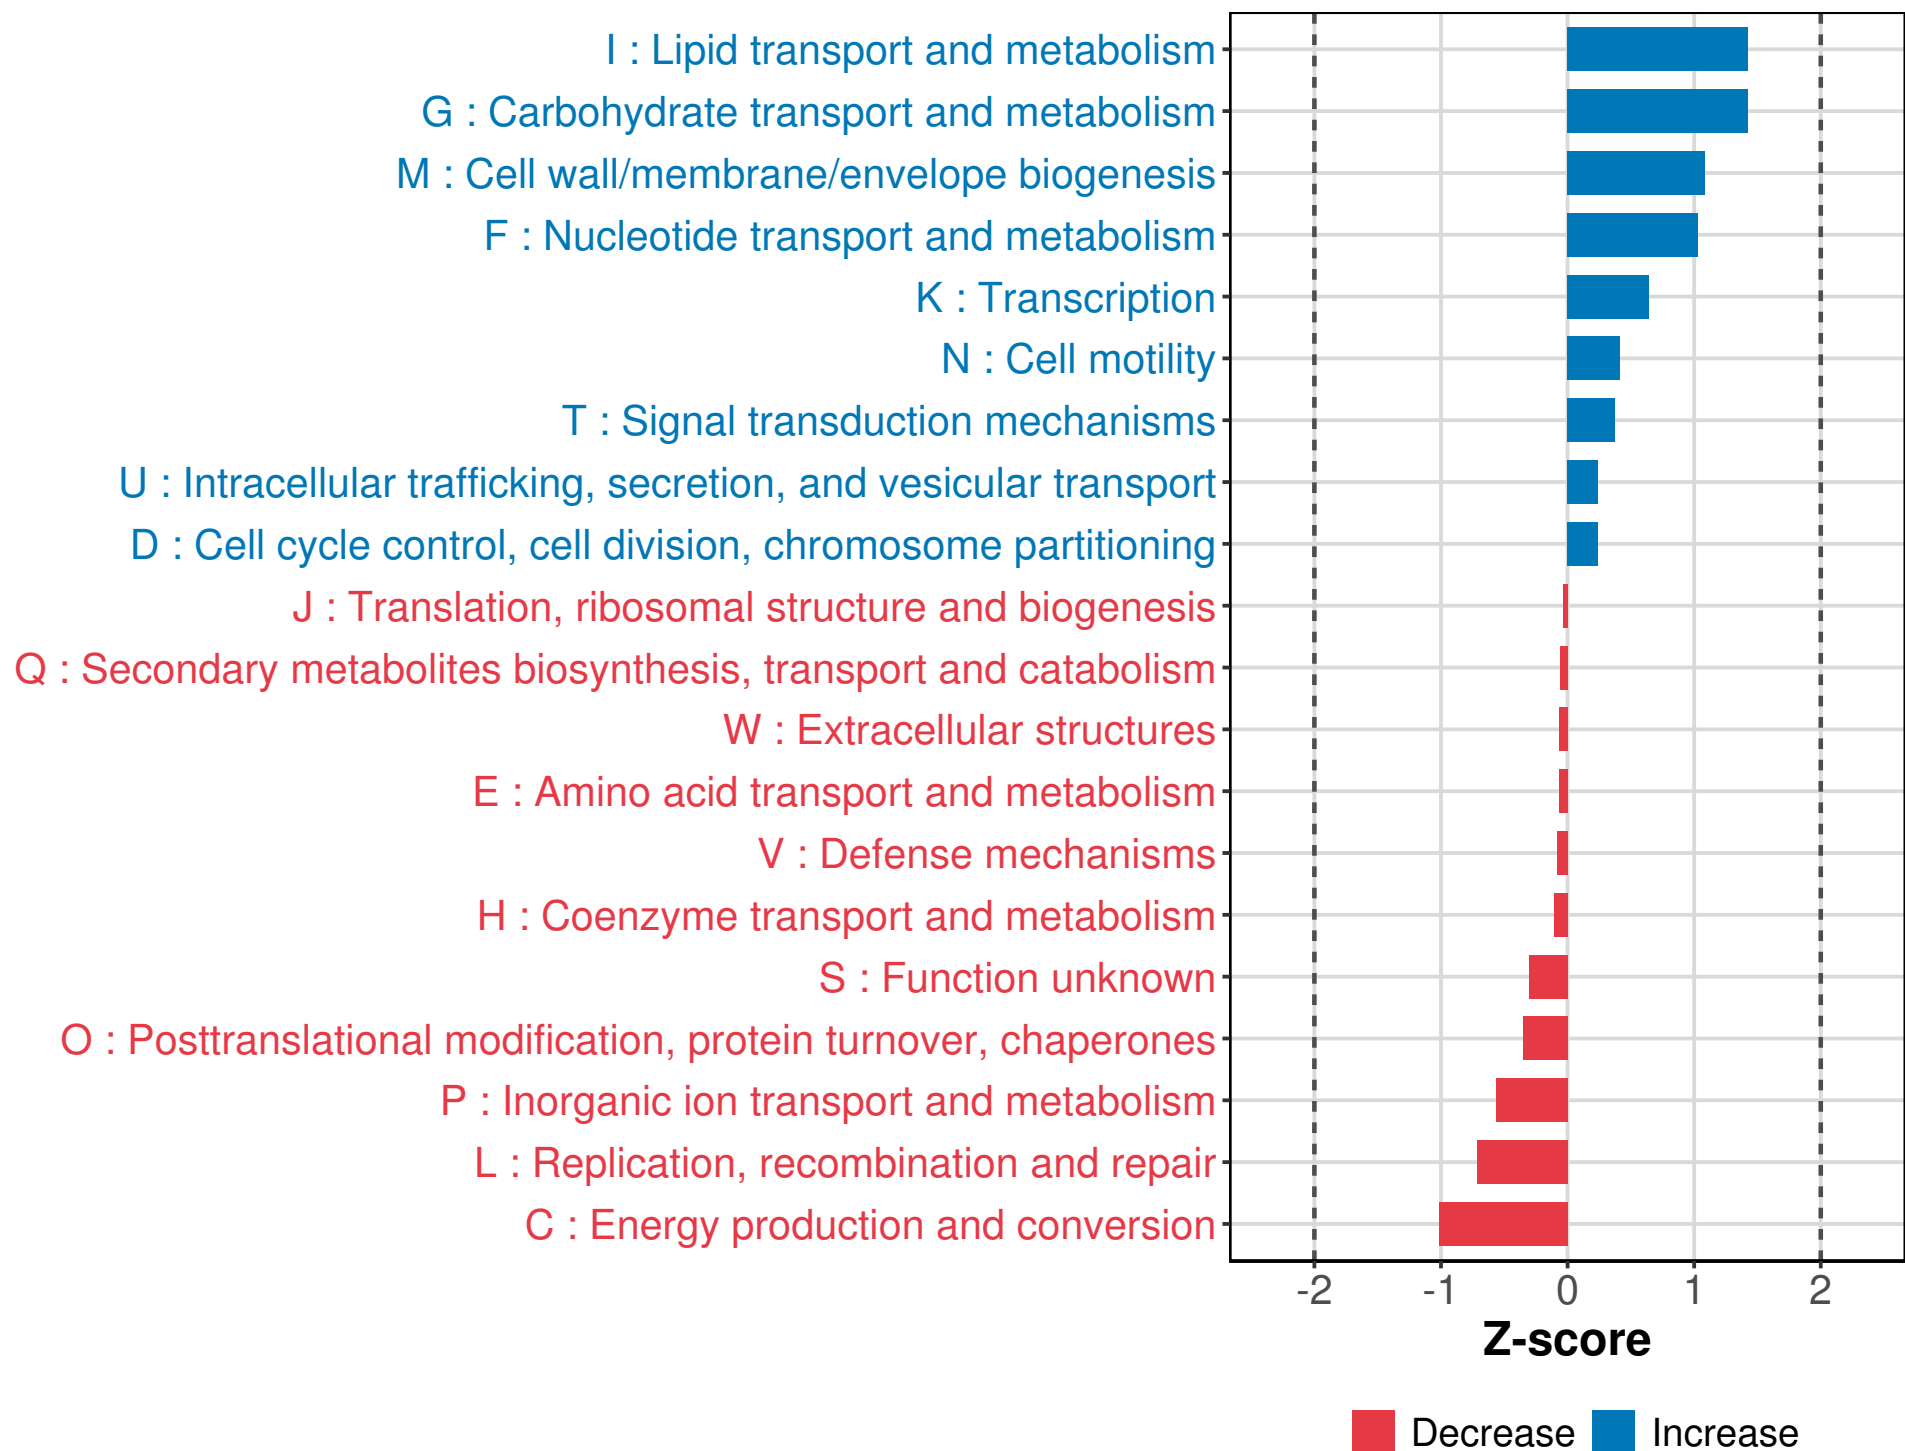 I : Lipid transport and metabolism
G : Carbohydrate transport and metabolism
M : Cell wall/membrane/envelope biogenesis
F : Nucleotide transport and metabolism
K : Transcription
N : Cell motility
T : Signal transduction mechanisms
U : Intracellular trafficking, secretion, and vesicular transport
D : Cell cycle control, cell division, chromosome partitioning
J : Translation, ribosomal structure and biogenesis
Q : Secondary metabolites biosynthesis, transport and catabolism
W : Extracellular structures
E : Amino acid transport and metabolism
V : Defense mechanisms
H : Coenzyme transport and metabolism
S : Function unknown
O : Posttranslational modification, protein turnover, chaperones
P : Inorganic ion transport and metabolism
L : Replication, recombination and repair
C : Energy production and conversion
-2 -1 0 1 2
Z-score
Decrease Increase